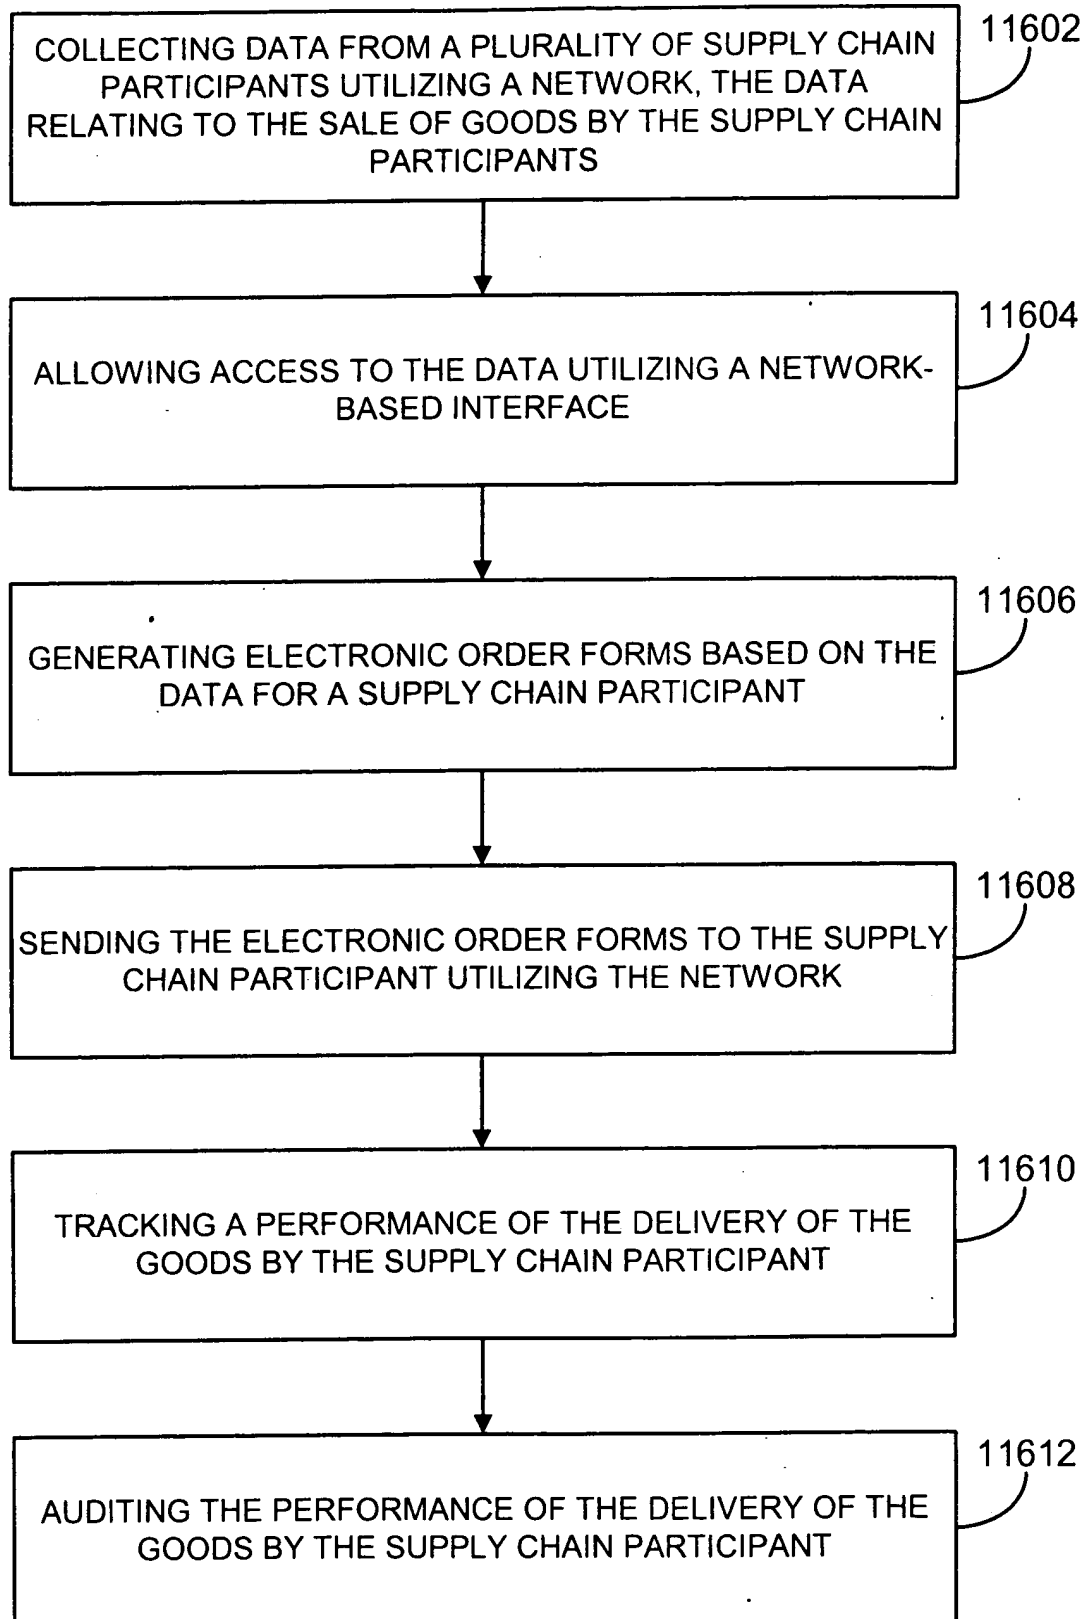 COLLECTING DATA FROM A PLURALITY OF SUPPLY CHAIN
PARTICIPANTS UTILIZING A NETWORK, THE DATA
RELATING TO THE SALE OF GOODS BY THE SUPPLY CHAIN
PARTICIPANTS
11602
ALLOWING ACCESS TO THE DATA UTILIZING A NETWORK-
BASED INTERFACE
11604
GENERATING ELECTRONIC ORDER FORMS BASED ON THE
DATA FOR A SUPPLY CHAIN PARTICIPANT
11606
SENDING THE ELECTRONIC ORDER FORMS TO THE SUPPLY
CHAIN PARTICIPANT UTILIZING THE NETWORK
11608
TRACKING A PERFORMANCE OF THE DELIVERY OF THE
GOODS BY THE SUPPLY CHAIN PARTICIPANT
11610
AUDITING THE PERFORMANCE OF THE DELIVERY OF THE
GOODS BY THE SUPPLY CHAIN PARTICIPANT
11612